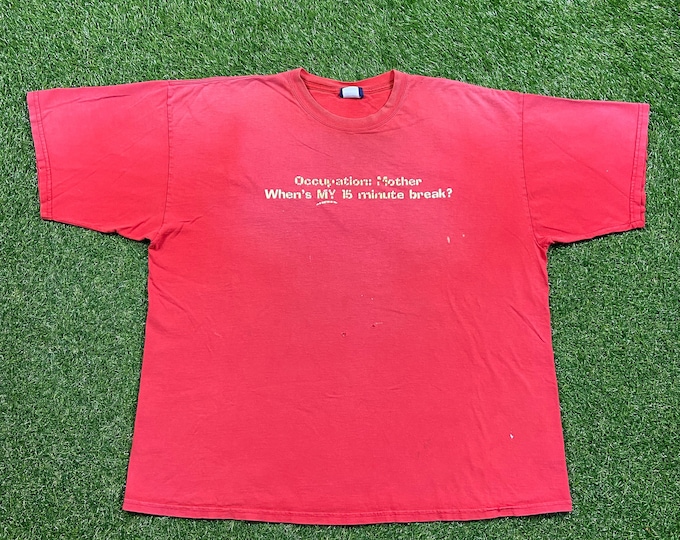 Occupation: Mother
When's MY 15 minute break?